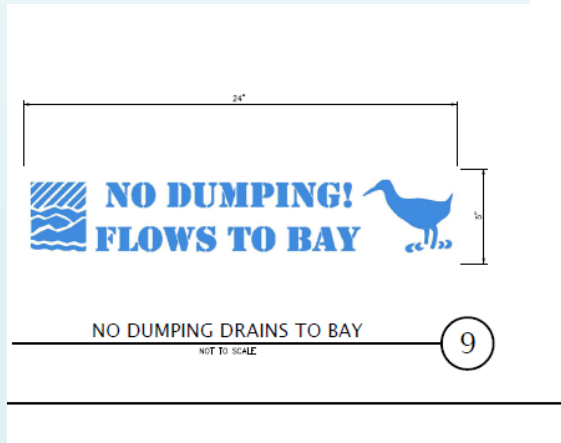 24"
NO DUMPING!
FLOWS TO BAY
5"
NO DUMPING DRAINS TO BAY
NOT TO SCALE
9